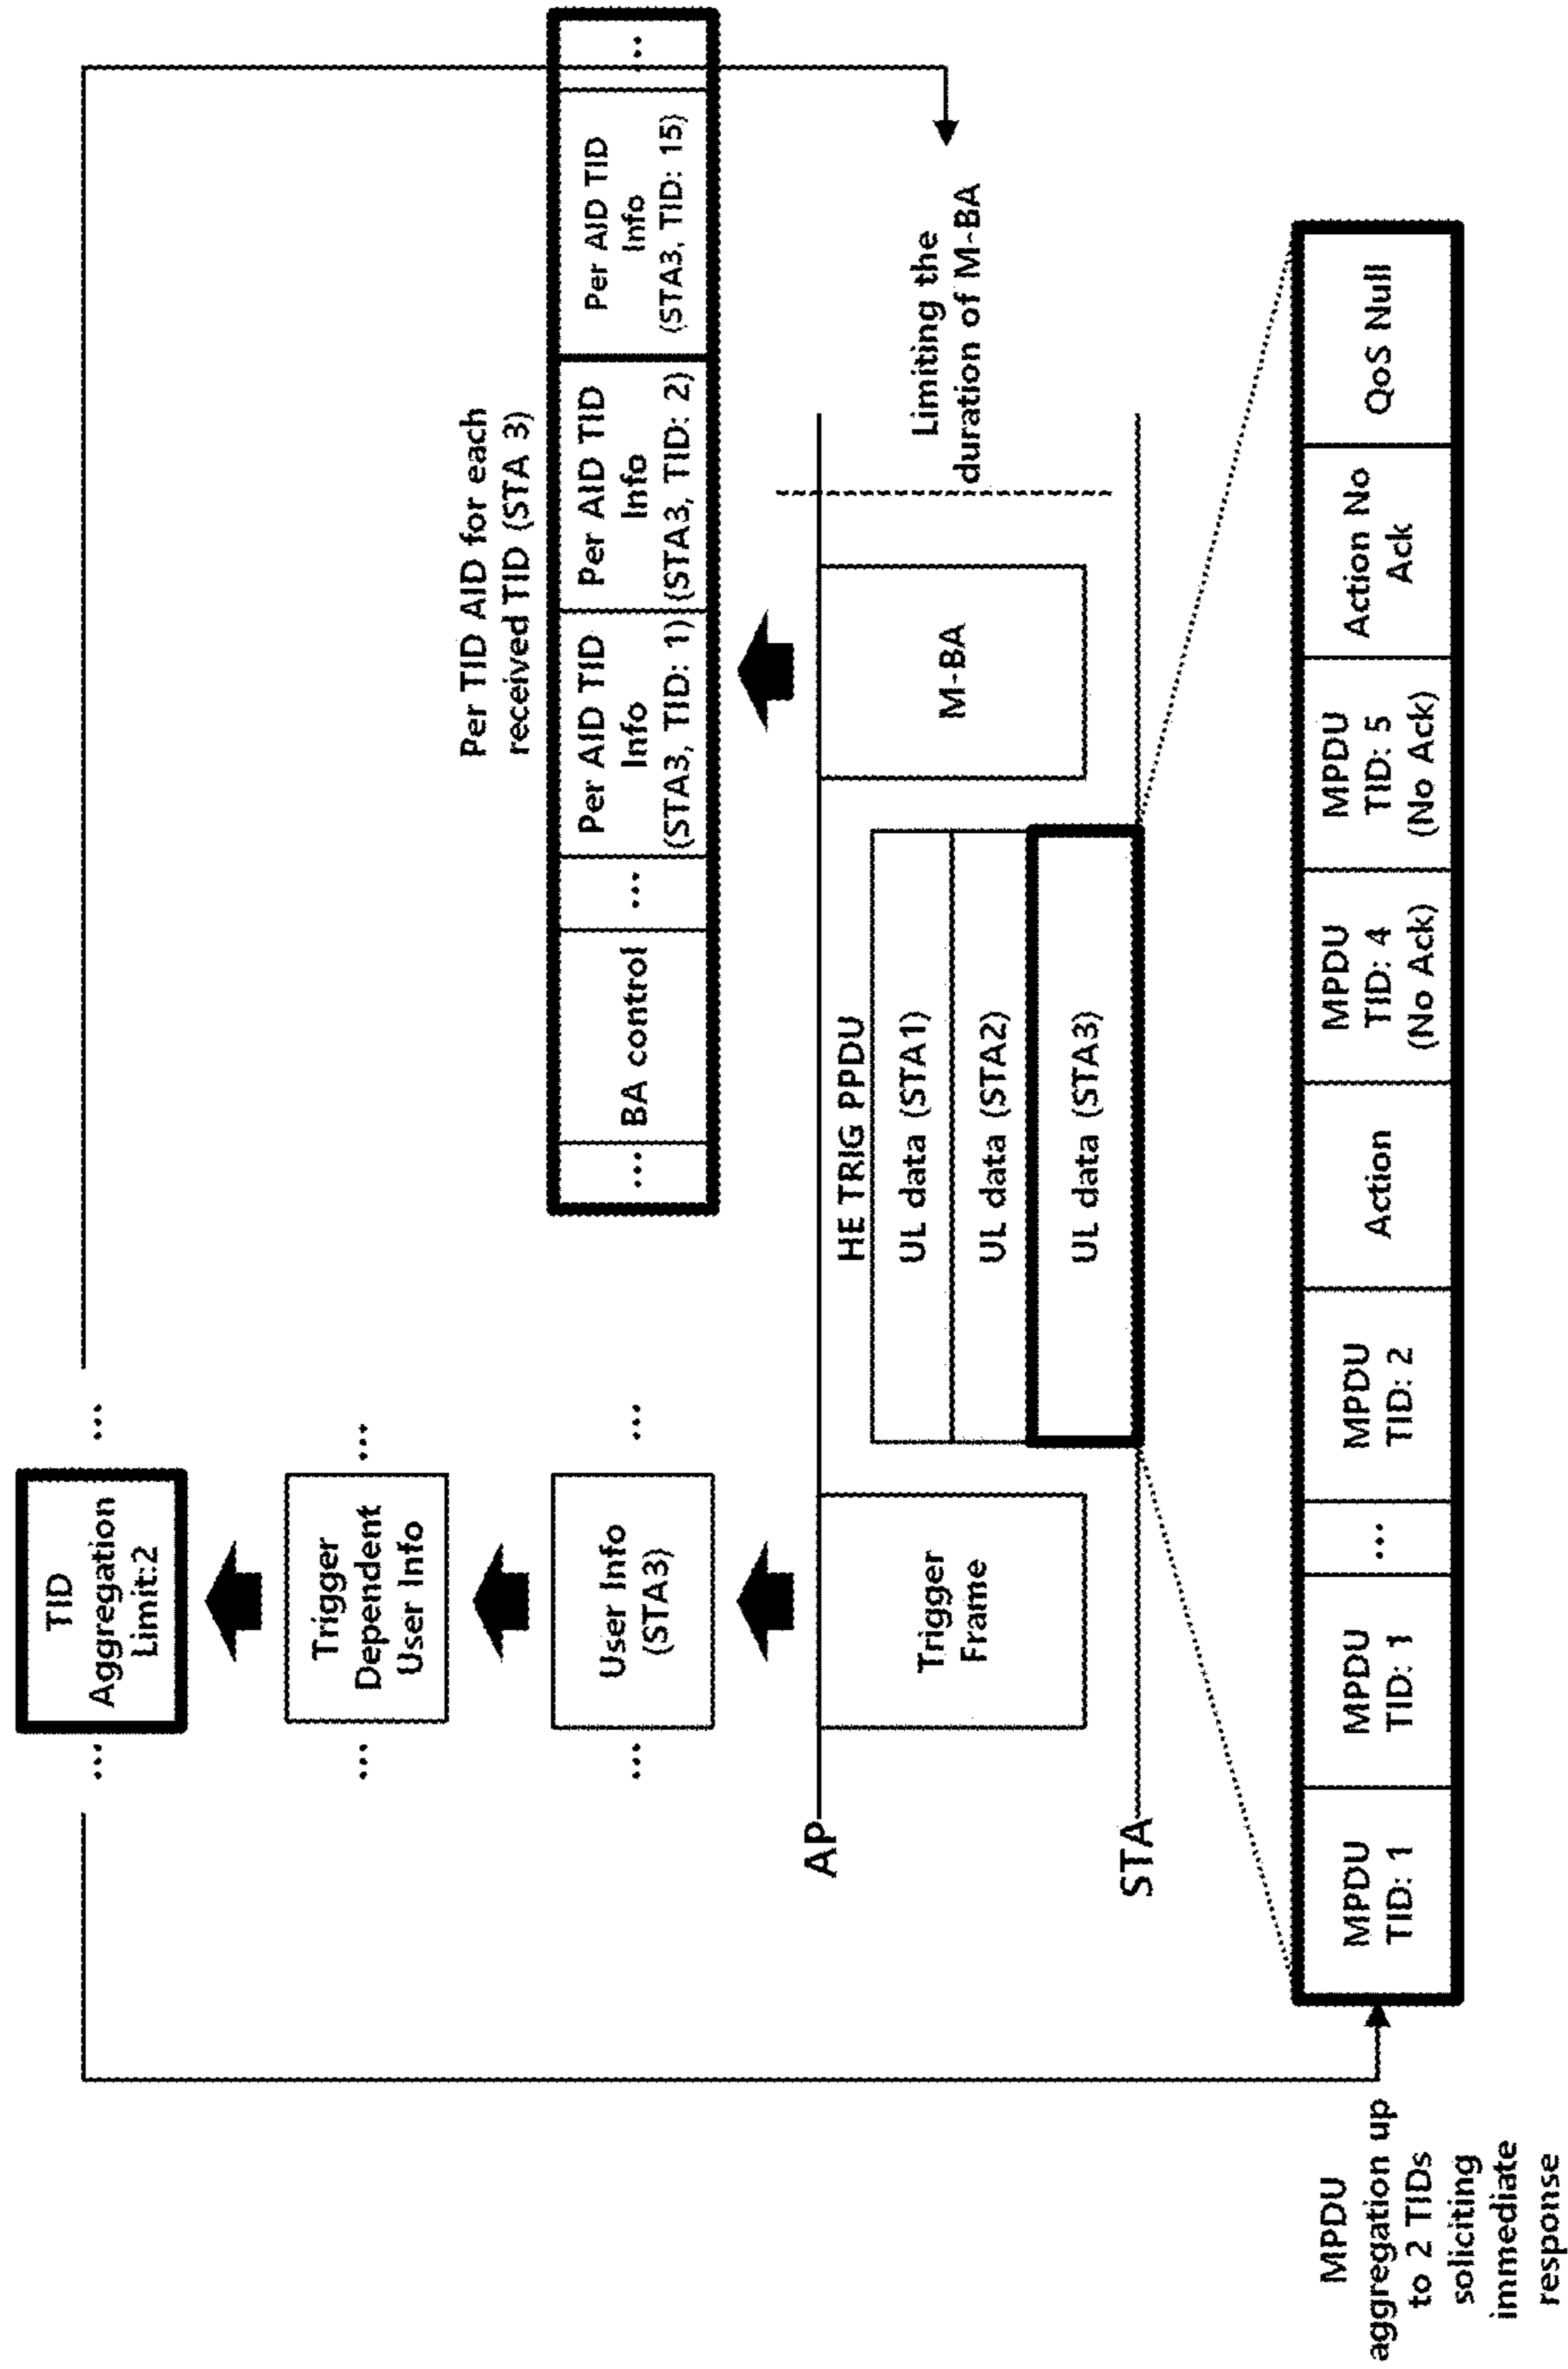 TID
Aggregation
Limit:2
...
...
Trigger
Dependent
User Info
...
...
User Info
(STA3)
...
...
Per TID AID for each
received TID (STA 3)
...
BA control
...
Per AID TID
Info
(STA3, TID: 1)
Per AID TID
Info
(STA3, TID: 2)
Per AID TID
Info
(STA3, TID: 15)
...
AP
Trigger
Frame
HE TRIG PPDU
UL data (STA1)
UL data (STA2)
UL data (STA3)
M-BA
Limiting the
duration of M-BA
STA
MPDU
aggregation up
to 2 TIDs
soliciting
immediate
response
MPDU
TID: 1
MPDU
TID: 1
...
MPDU
TID: 2
Action
MPDU
TID: 4
(No Ack)
MPDU
TID: 5
(No Ack)
Action No
Ack
QoS Null